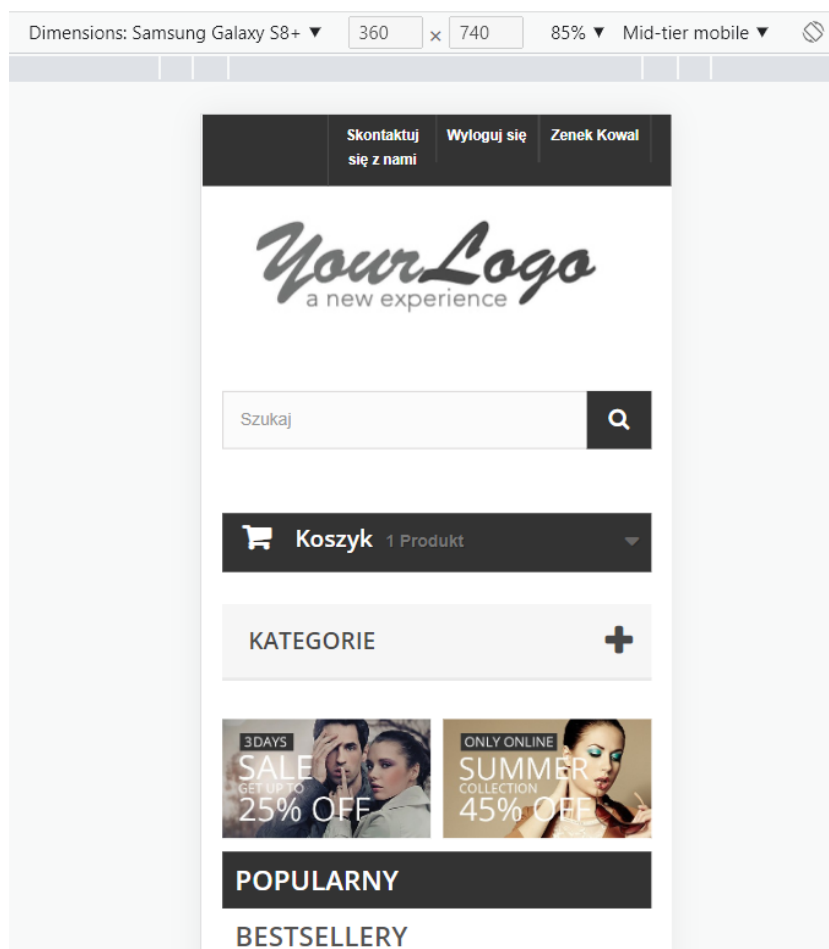 Dimensions: Samsung Galaxy S8+ ▼ 360 × 740 85% ▼ Mid-tier mobile ▼
Skontaktuj się z nami
Wyloguj się
Zenek Kowal
YourLogo
a new experience
Szukaj
Koszyk 1 Produkt
KATEGORIE
3 DAYS
SALE
GET UP TO
25% OFF
ONLY ONLINE
SUMMER
COLLECTION
45% OFF
POPULARNY
BESTSELLERY